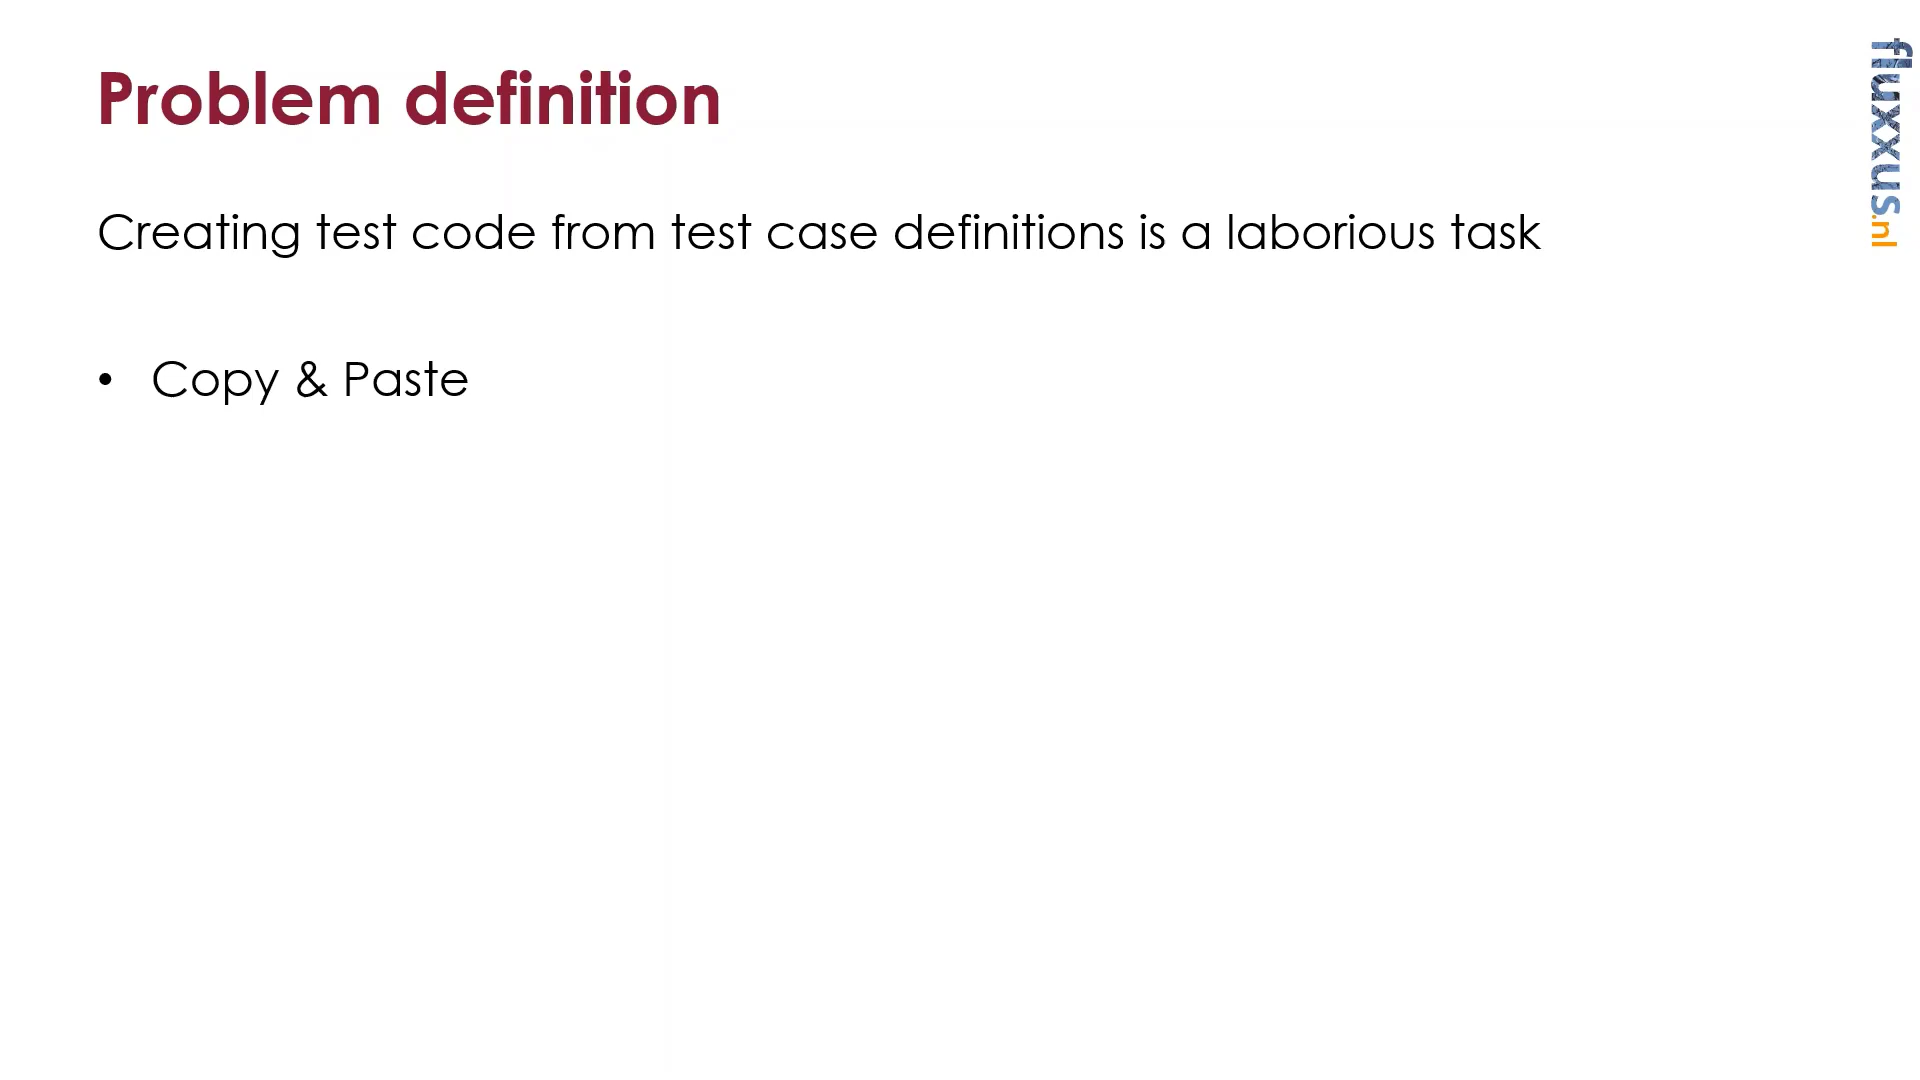 Problem definition
Creating test code from test case definitions is a laborious task
• Copy & Paste
fluxxus.nl